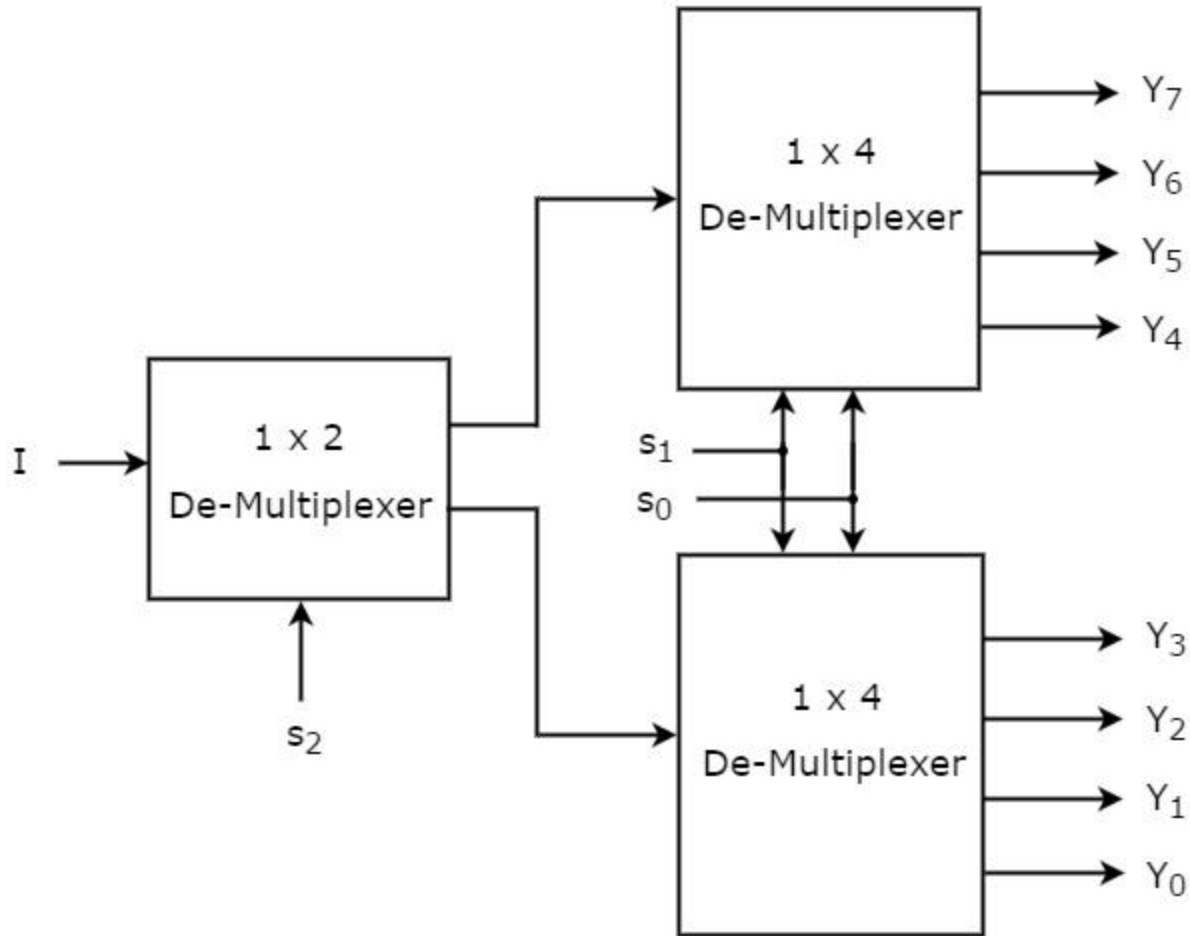 1 x 4
De-Multiplexer
Y₇
Y₆
Y₅
Y₄
I
1 x 2
De-Multiplexer
s₂
s₁
s₀
1 x 4
De-Multiplexer
Y₃
Y₂
Y₁
Y₀